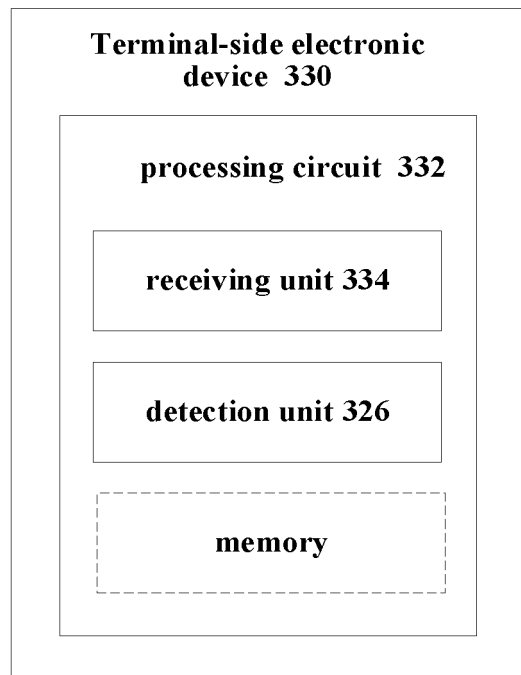 Terminal-side electronic
device 330
processing circuit 332
receiving unit 334
detection unit 326
memory